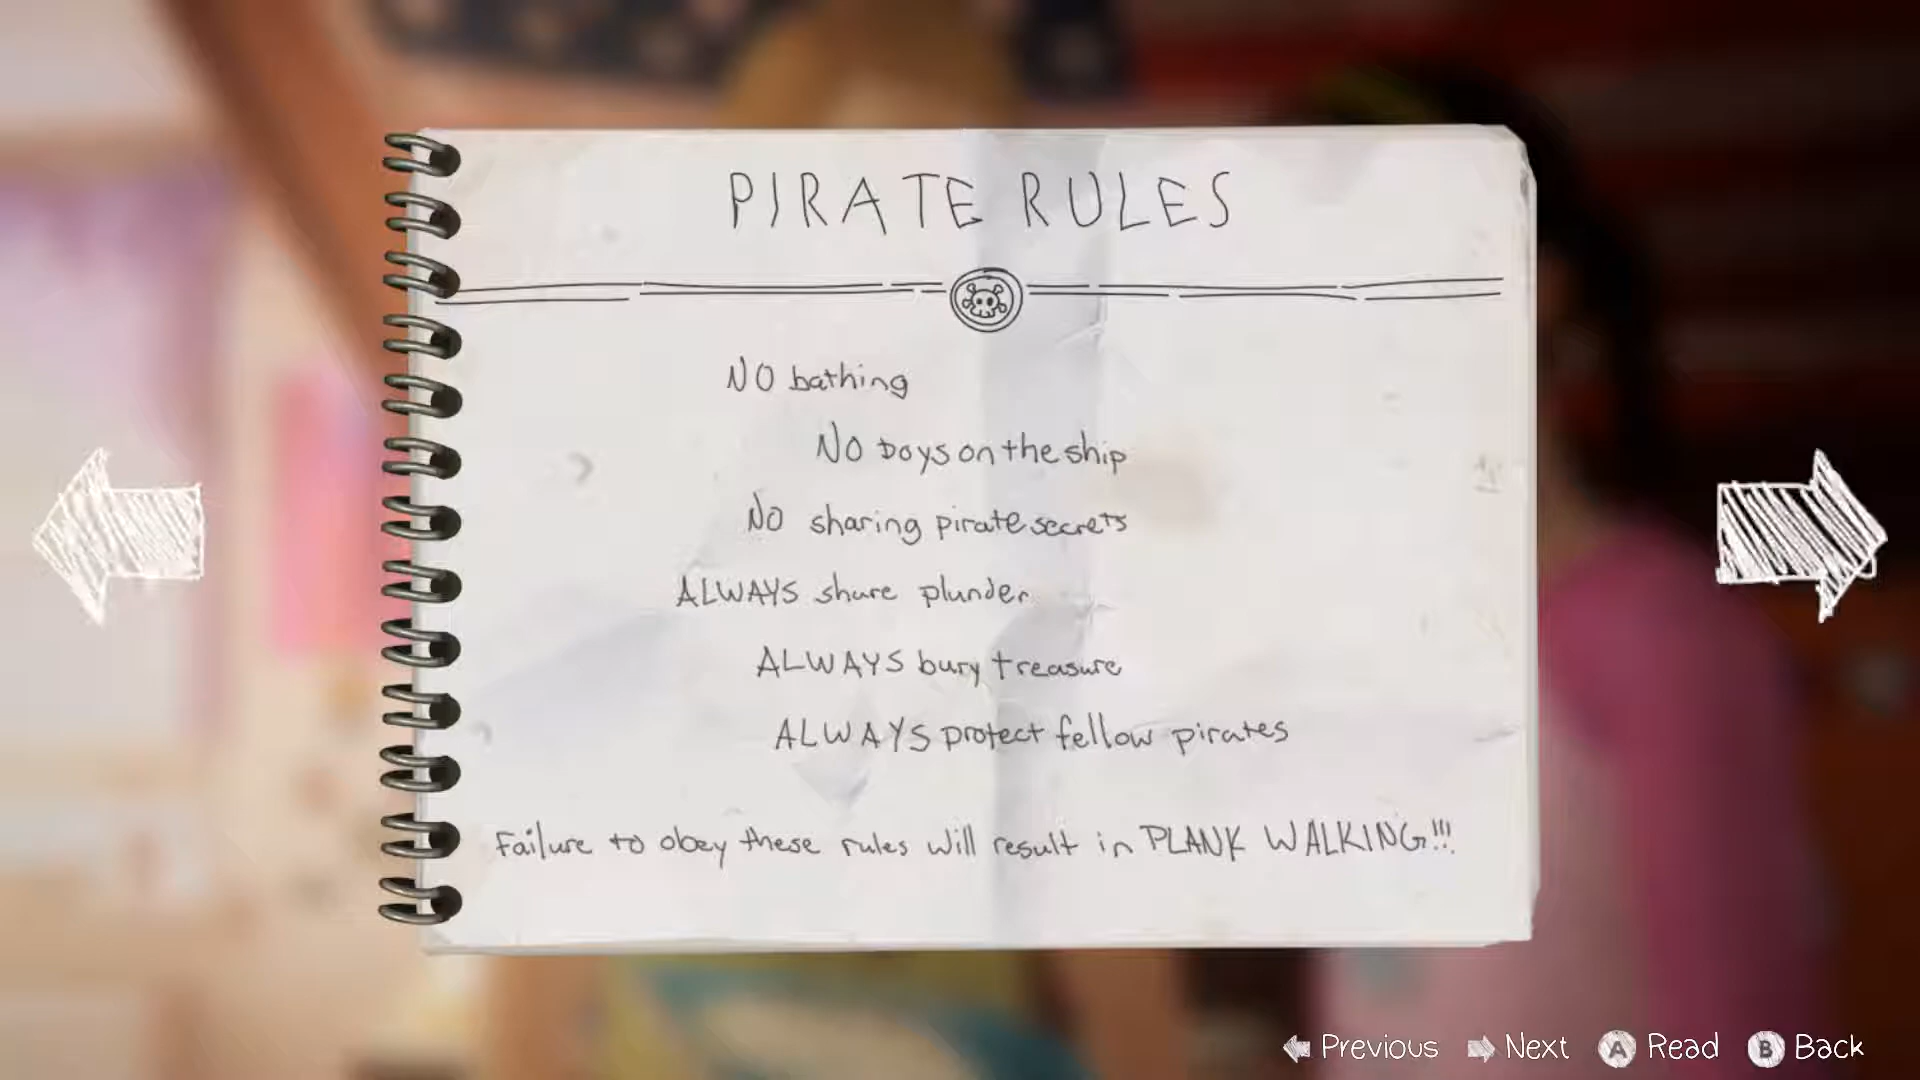 PIRATE RULES
NO bathing
NO boys on the ship
NO sharing pirate secrets
ALWAYS share plunder
ALWAYS bury treasure
ALWAYS protect fellow pirates
Failure to obey these rules will result in PLANK WALKING!!!
Previous Next A Read B Back